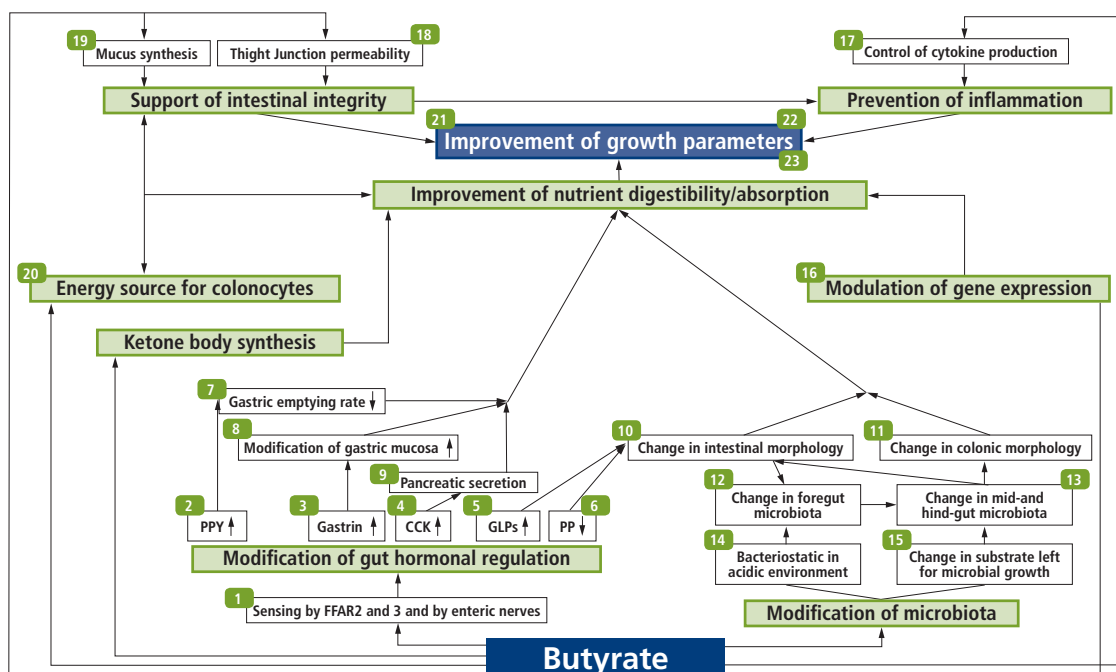 19
Mucus synthesis
18
Thight Junction permeability
17
Control of cytokine production
Support of intestinal integrity
Prevention of inflammation
21
22
Improvement of growth parameters
23
Improvement of nutrient digestibility/absorption
20
Energy source for colonocytes
16
Modulation of gene expression
Ketone body synthesis
7
Gastric emptying rate
8
Modification of gastric mucosa
9
Pancreatic secretion
10
Change in intestinal morphology
11
Change in colonic morphology
2
PPY
3
Gastrin
4
CCK
5
GLPs
6
PP
12
Change in foregut
microbiota
13
Change in mid-and
hind-gut microbiota
14
Bacteriostatic in
acidic environment
15
Change in substrate left
for microbial growth
Modification of gut hormonal regulation
1
Sensing by FFAR2 and 3 and by enteric nerves
Modification of microbiota
Butyrate